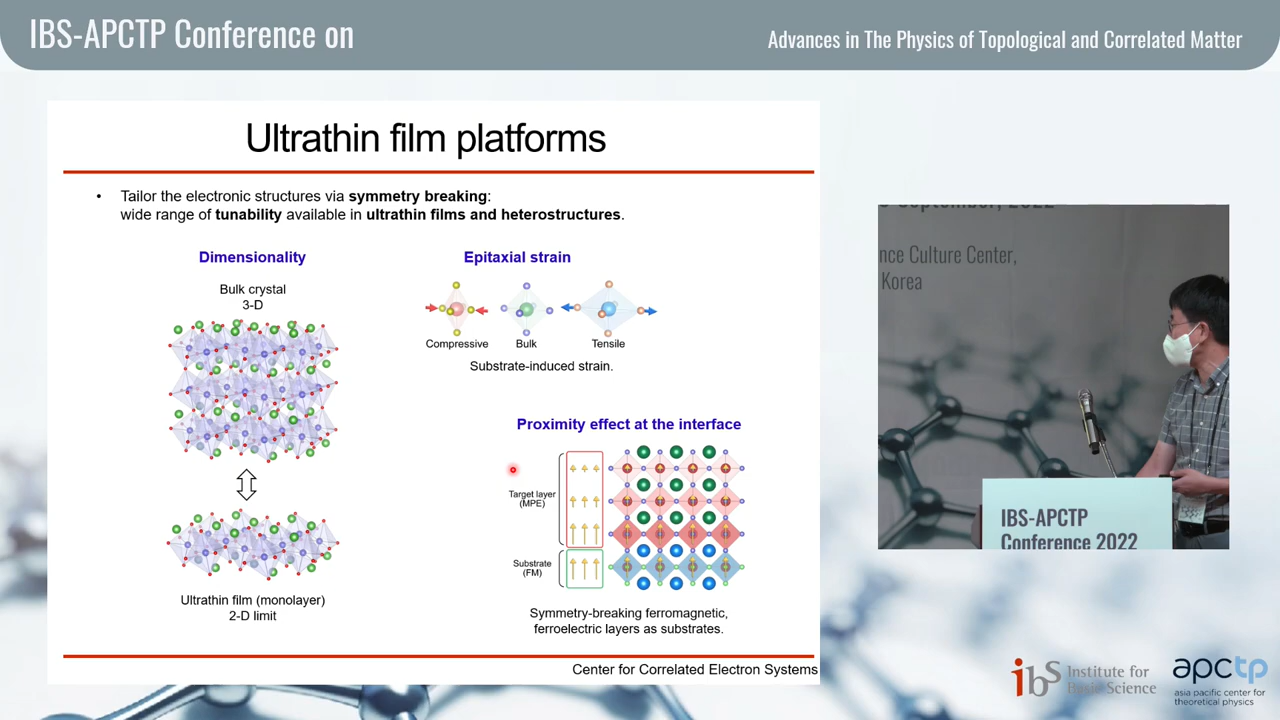 IBS-APCTP Conference on
Advances in The Physics of Topological and Correlated Matter
Ultrathin film platforms
• Tailor the electronic structures via symmetry breaking:
wide range of tunability available in ultrathin films and heterostructures.
Dimensionality
Bulk crystal
3-D
Ultrathin film (monolayer)
2-D limit
Epitaxial strain
Compressive
Bulk
Tensile
Substrate-induced strain.
Proximity effect at the interface
Target layer
(MPE)
Substrate
(FM)
Symmetry-breaking ferromagnetic,
ferroelectric layers as substrates.
Center for Correlated Electron Systems
September, 2022
nce Culture Center,
Korea
IBS-APCTP
Conference 2022
ibs Institute for
Basic Science
apctp
asia pacific center for
theoretical physics